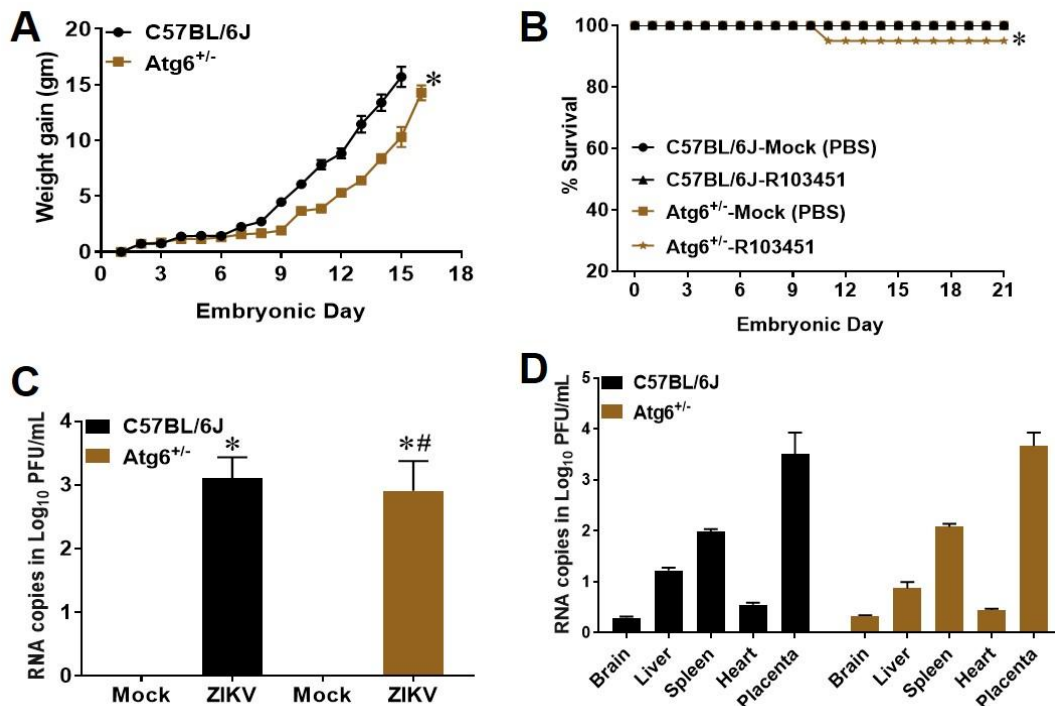 A
C57BL/6J
Atg6+/-
Weight gain (gm)
20
15
10
5
0
*
0 3 6 9 12 15 18
Embryonic Day
B
% Survival
100
80
60
40
20
*
C57BL/6J-Mock (PBS)
C57BL/6J-R103451
Atg6+/--Mock (PBS)
Atg6+/--R103451
0 3 6 9 12 15 18 21
Embryonic Day
C
C57BL/6J
Atg6+/-
RNA copies in Log10 PFU/mL
4
3
2
1
0
*
*#
Mock ZIKV Mock ZIKV
D
C57BL/6J
Atg6+/-
RNA copies in Log10 PFU/mL
5
4
3
2
1
0
Brain Liver Spleen Heart Placenta Brain Liver Spleen Heart Placenta